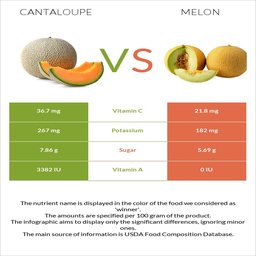 CANTALOUPE MELON
VS
36.7 mg Vitamin C 21.8 mg
267 mg Potassium 182 mg
7.86 g Sugar 5.69 g
3382 IU Vitamin A 0 IU
The nutrient name is displayed in the color of the food we considered as
'winner'.
The amounts are specified per 100 gram of the product.
The infographic aims to display only the significant differences, ignoring minor
ones.
The main source of information is USDA Food Composition Database.